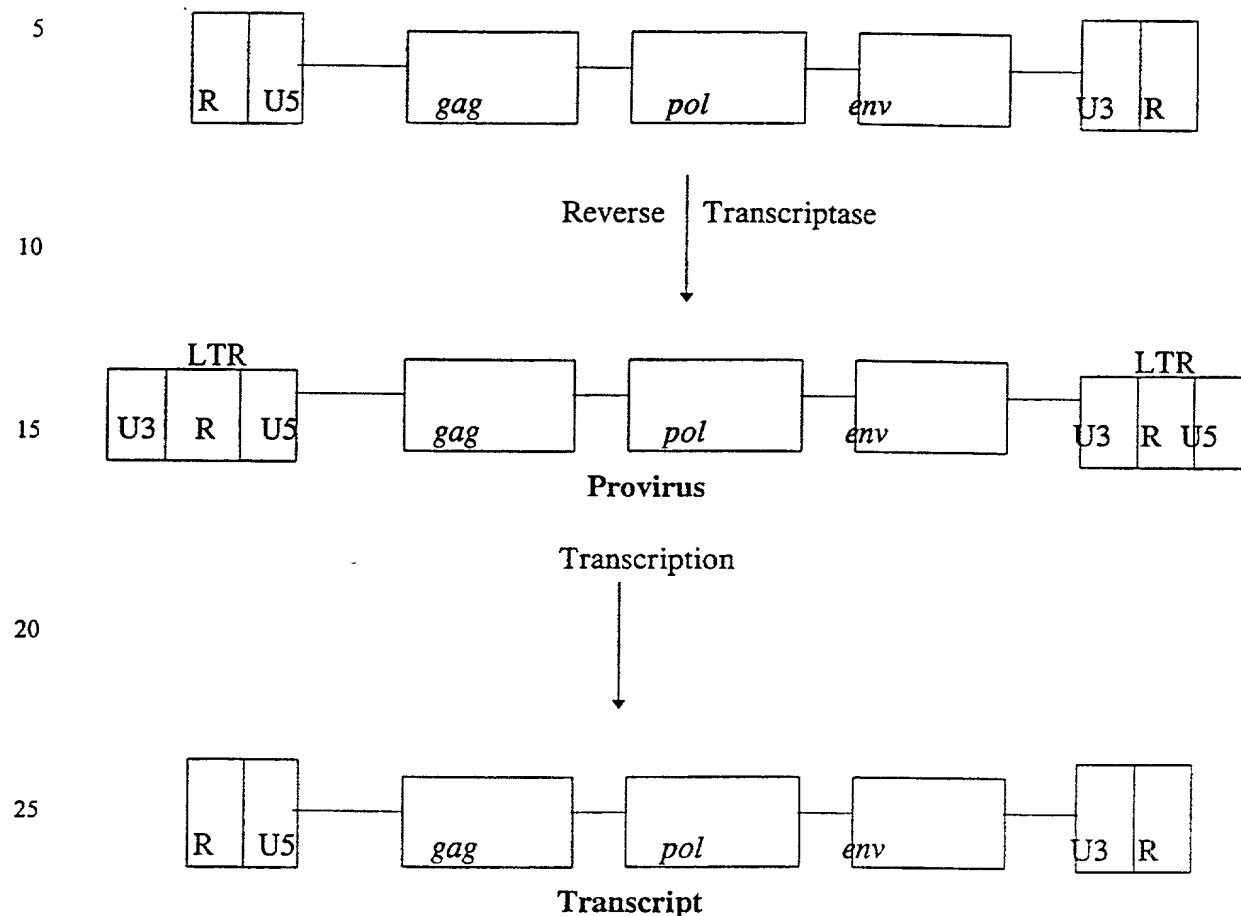 5
R U5 gag pol env U3 R
Reverse Transcriptase
10
LTR LTR
15 U3 R U5 gag pol env U3 R U5
Provirus
Transcription
20
25
R U5 gag pol env U3 R
Transcript